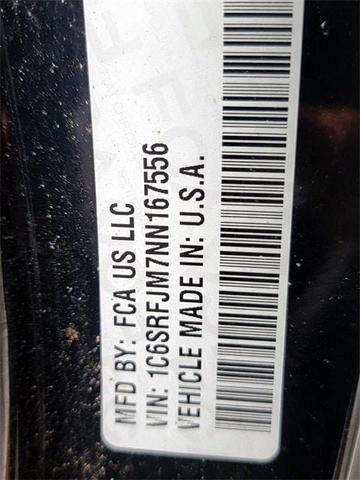 MFD BY: FCA US LLC
VIN: 1C6SRFJM7NN167556
VEHICLE MADE IN: U.S.A.